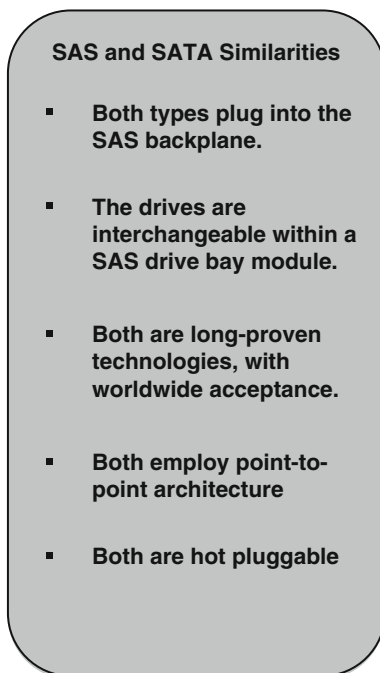 SAS and SATA Similarities
▪ Both types plug into the
SAS backplane.
▪ The drives are
interchangeable within a
SAS drive bay module.
▪ Both are long-proven
technologies, with
worldwide acceptance.
▪ Both employ point-to-
point architecture
▪ Both are hot pluggable